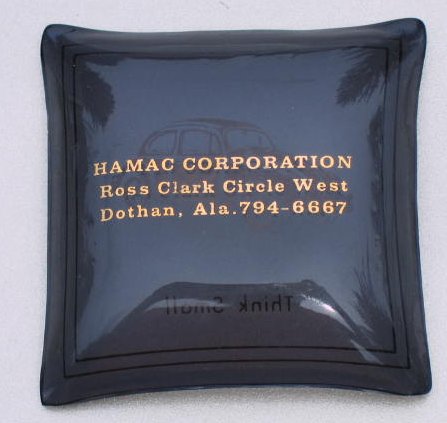 HAMAC CORPORATION
Ross Clark Circle West
Dothan, Ala.794-6667
Think Small